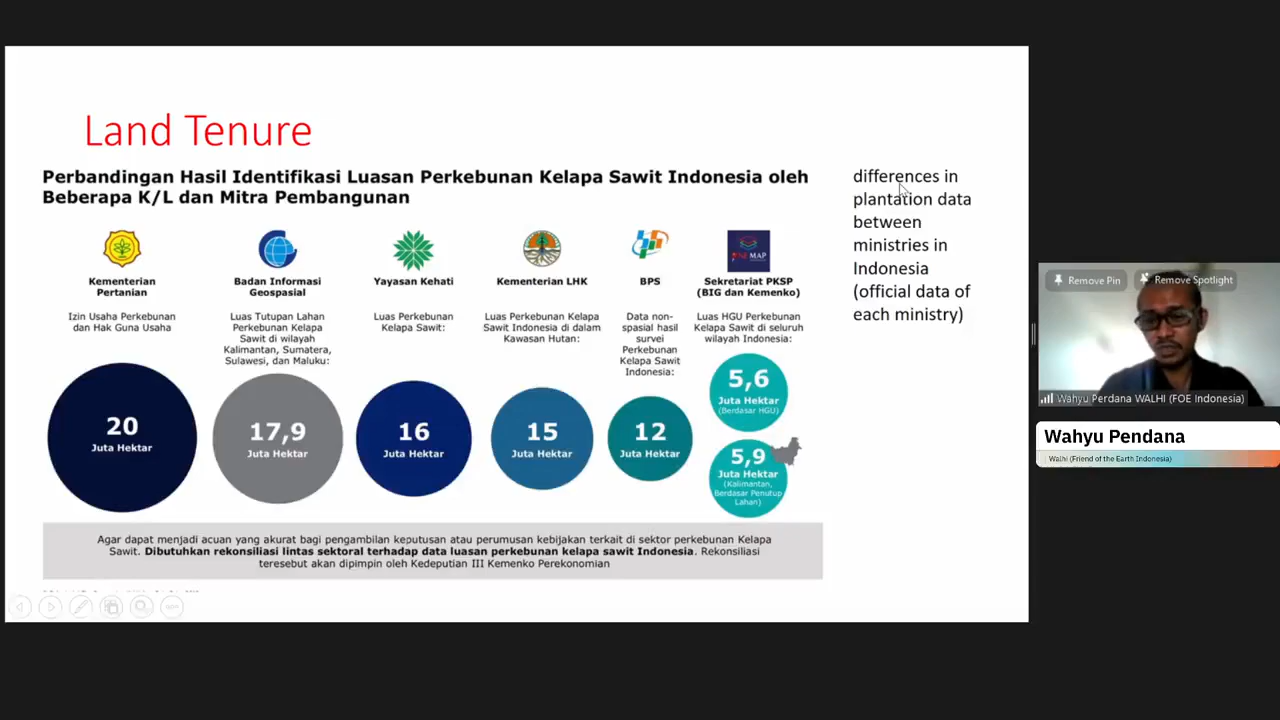 Land Tenure
Perbandingan Hasil Identifikasi Luasan Perkebunan Kelapa Sawit Indonesia oleh
Beberapa K/L dan Mitra Pembangunan
Kementerian
Pertanian
Izin Usaha Perkebunan
dan Hak Guna Usaha
20
Juta Hektar
Badan Informasi
Geospasial
Luas Tutupan Lahan
Perkebunan Kelapa
Sawit di wilayah
Kalimantan, Sumatera,
Sulawesi, dan Maluku:
17,9
Juta Hektar
Yayasan Kehati
Luas Perkebunan
Kelapa Sawit:
16
Juta Hektar
Kementerian LHK
Luas Perkebunan Kelapa
Sawit Indonesia di dalam
Kawasan Hutan:
15
Juta Hektar
BPS
Data non-
spasial hasil
survei
Perkebunan
Kelapa Sawit
Indonesia:
12
Juta Hektar
MAP
Sekretariat PKSP
(BIG dan Kemenko)
Luas HGU Perkebunan
Kelapa Sawit di seluruh
wilayah Indonesia:
5,6
Juta Hektar
(Berdasar HGU)
5,9
Juta Hektar
(Kalimantan,
Berdasar Penutup
Lahan)
Agar dapat menjadi acuan yang akurat bagi pengambilan keputusan atau perumusan kebijakan terkait di sektor perkebunan Kelapa
Sawit. Dibutuhkan rekonsiliasi lintas sektoral terhadap data luasan perkebunan kelapa sawit Indonesia. Rekonsiliasi
teresebut akan dipimpin oleh Kedeputian III Kemenko Perekonomian
differences in
plantation data
between
ministries in
Indonesia
(official data of
each ministry)
Remove Pin
Remove Spotlight
Wahyu Perdana WALHI (FOE Indonesia)
Wahyu Pendana
Walhi (Friend of the Earth Indonesia)